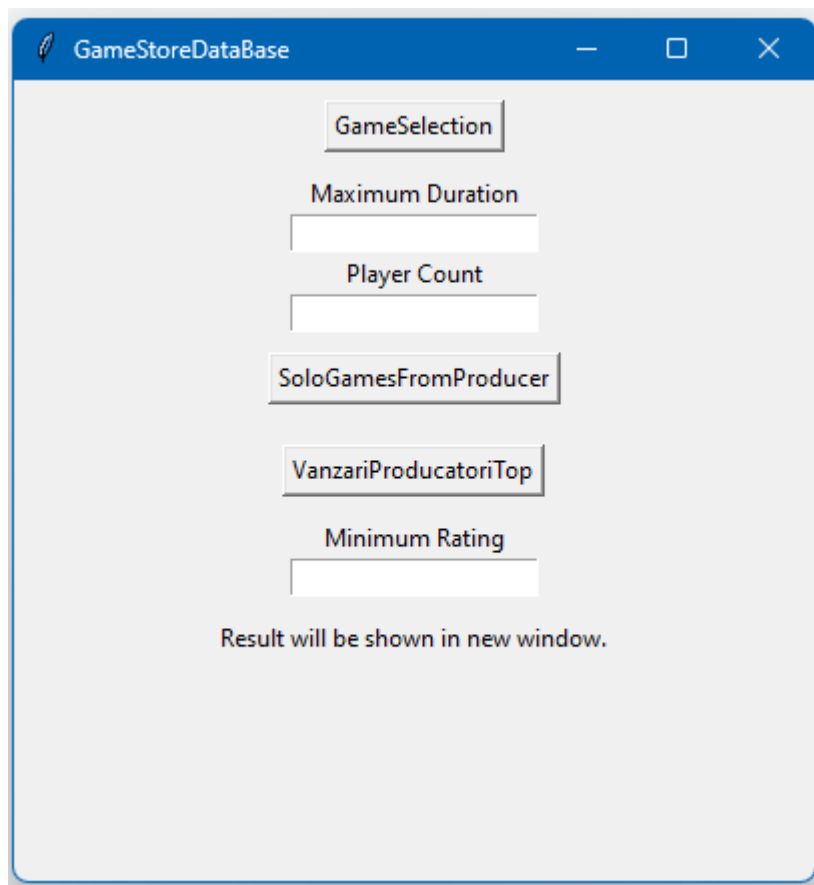 GameStoreDataBase
GameSelection
Maximum Duration
Player Count
SoloGamesFromProducer
VanzariProducatoriTop
Minimum Rating
Result will be shown in new window.